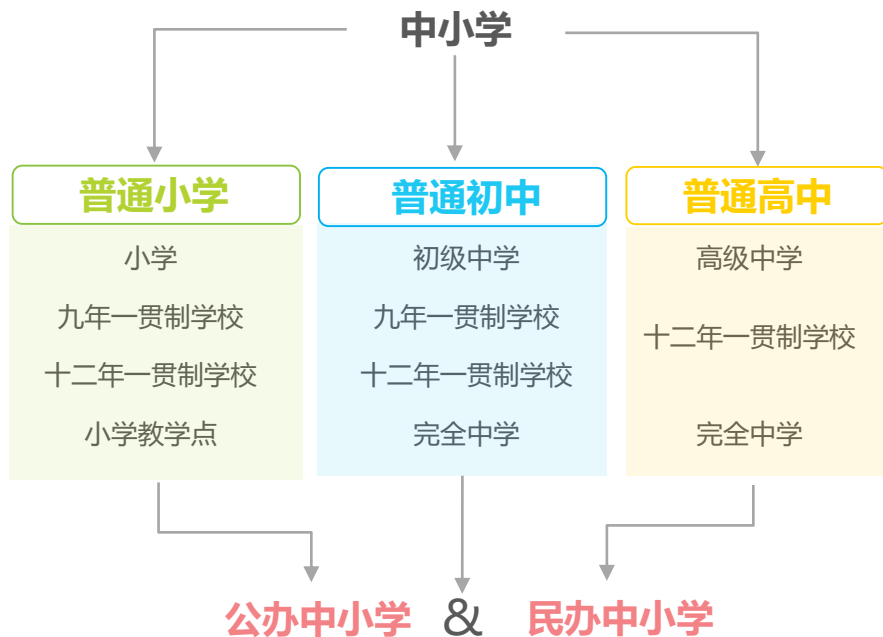 中小学
普通小学
小学
九年一贯制学校
十二年一贯制学校
小学教学点
普通初中
初级中学
九年一贯制学校
十二年一贯制学校
完全中学
普通高中
高级中学
十二年一贯制学校
完全中学
公办中小学 & 民办中小学